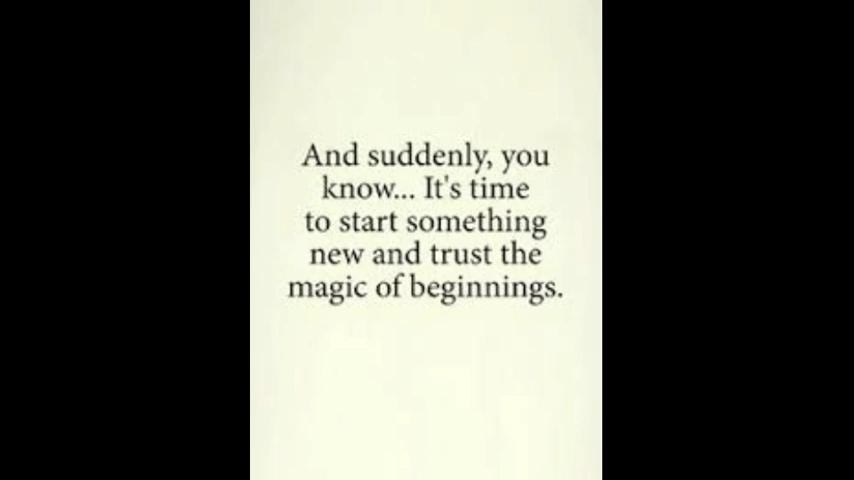 And suddenly, you
know... It's time
to start something
new and trust the
magic of beginnings.